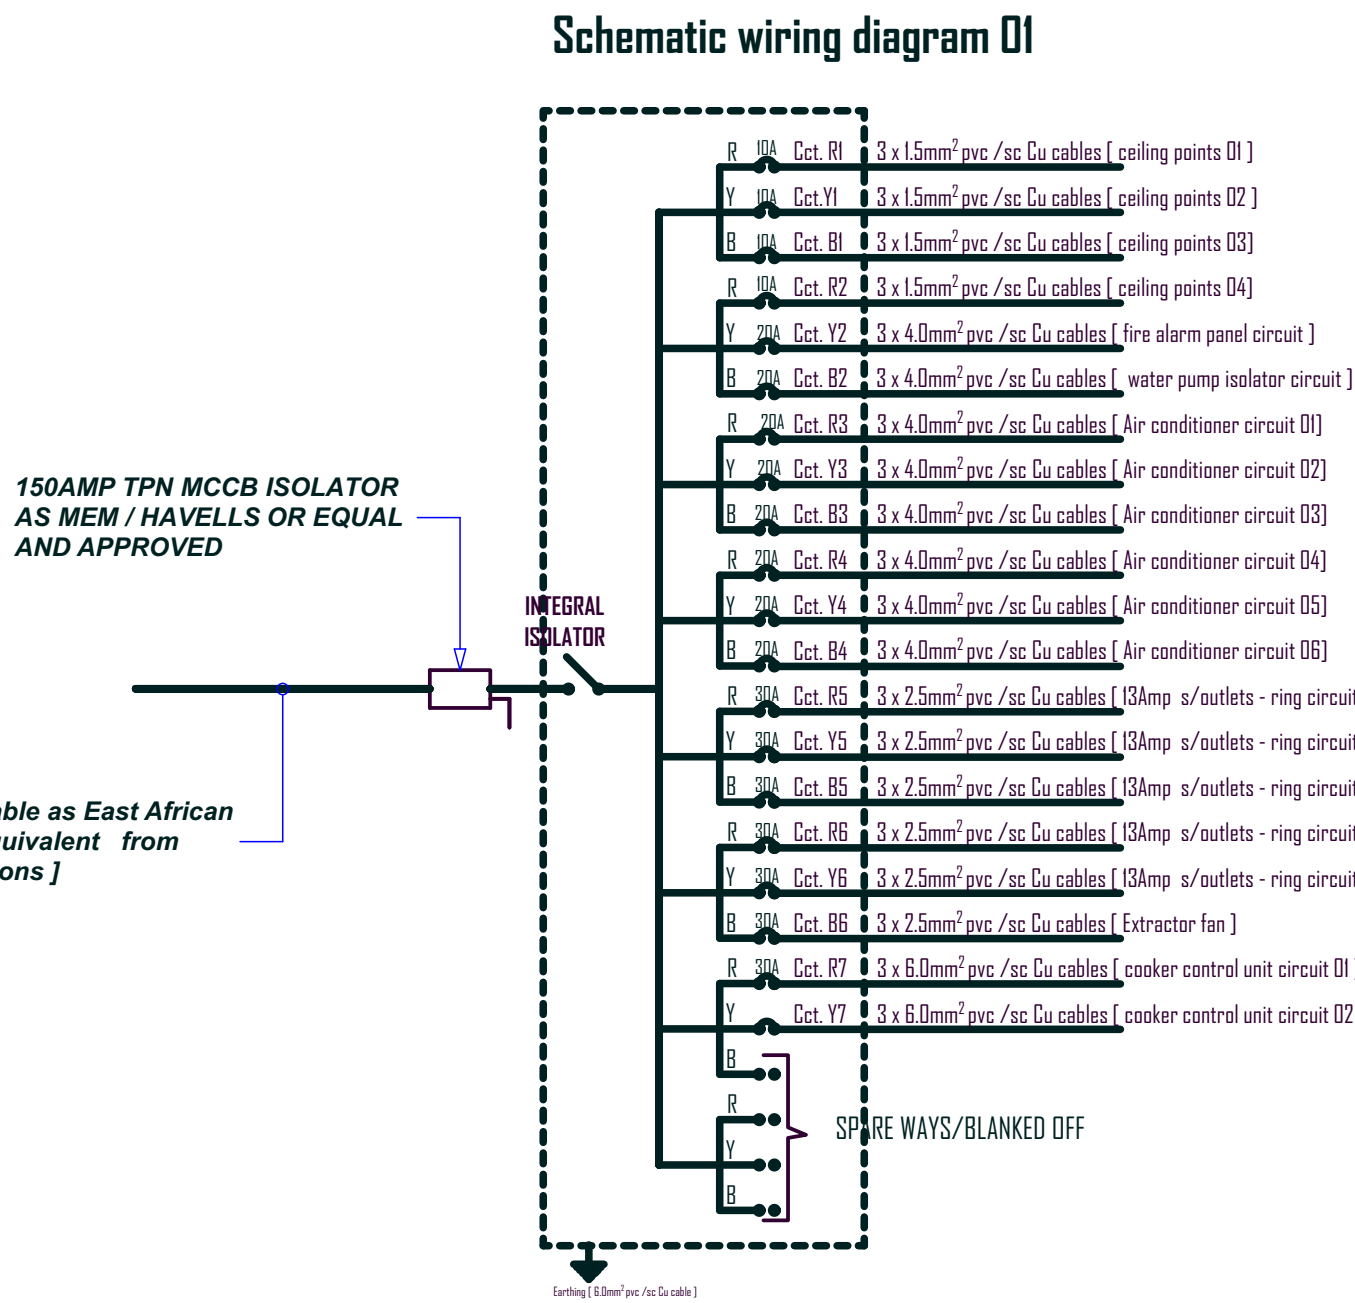 Schematic wiring diagram 01
R 10A Cct. R1 3 x 1.5mm² pvc /sc Cu cables [ ceiling points 01 ]
Y 10A Cct.Y1 3 x 1.5mm² pvc /sc Cu cables [ ceiling points 02 ]
B 10A Cct. B1 3 x 1.5mm² pvc /sc Cu cables [ ceiling points 03]
R 10A Cct. R2 3 x 1.5mm² pvc /sc Cu cables [ ceiling points 04]
Y 20A Cct. Y2 3 x 4.0mm² pvc /sc Cu cables [ fire alarm panel circuit ]
B 20A Cct. B2 3 x 4.0mm² pvc /sc Cu cables [ water pump isolator circuit ]
R 20A Cct. R3 3 x 4.0mm² pvc /sc Cu cables [ Air conditioner circuit 01]
Y 20A Cct. Y3 3 x 4.0mm² pvc /sc Cu cables [ Air conditioner circuit 02]
B 20A Cct. B3 3 x 4.0mm² pvc /sc Cu cables [ Air conditioner circuit 03]
R 20A Cct. R4 3 x 4.0mm² pvc /sc Cu cables [ Air conditioner circuit 04]
Y 20A Cct. Y4 3 x 4.0mm² pvc /sc Cu cables [ Air conditioner circuit 05]
B 20A Cct. B4 3 x 4.0mm² pvc /sc Cu cables [ Air conditioner circuit 06]
R 30A Cct. R5 3 x 2.5mm² pvc /sc Cu cables [ 13Amp s/outlets - ring circuit
Y 30A Cct. Y5 3 x 2.5mm² pvc /sc Cu cables [ 13Amp s/outlets - ring circuit
B 30A Cct. B5 3 x 2.5mm² pvc /sc Cu cables [ 13Amp s/outlets - ring circuit
R 30A Cct. R6 3 x 2.5mm² pvc /sc Cu cables [ 13Amp s/outlets - ring circuit
Y 30A Cct. Y6 3 x 2.5mm² pvc /sc Cu cables [ 13Amp s/outlets - ring circuit
B 30A Cct. B6 3 x 2.5mm² pvc /sc Cu cables [ Extractor fan ]
R 30A Cct. R7 3 x 6.0mm² pvc /sc Cu cables [ cooker control unit circuit 01 ]
Y Cct. Y7 3 x 6.0mm² pvc /sc Cu cables [ cooker control unit circuit 02
B
R
Y
B
SPARE WAYS/BLANKED OFF
150AMP TPN MCCB ISOLATOR
AS MEM / HAVELLS OR EQUAL
AND APPROVED
INTEGRAL
ISOLATOR
able as East African
quivalent from
ons ]
Earthing [ 6.0mm² pvc /sc Cu cable ]